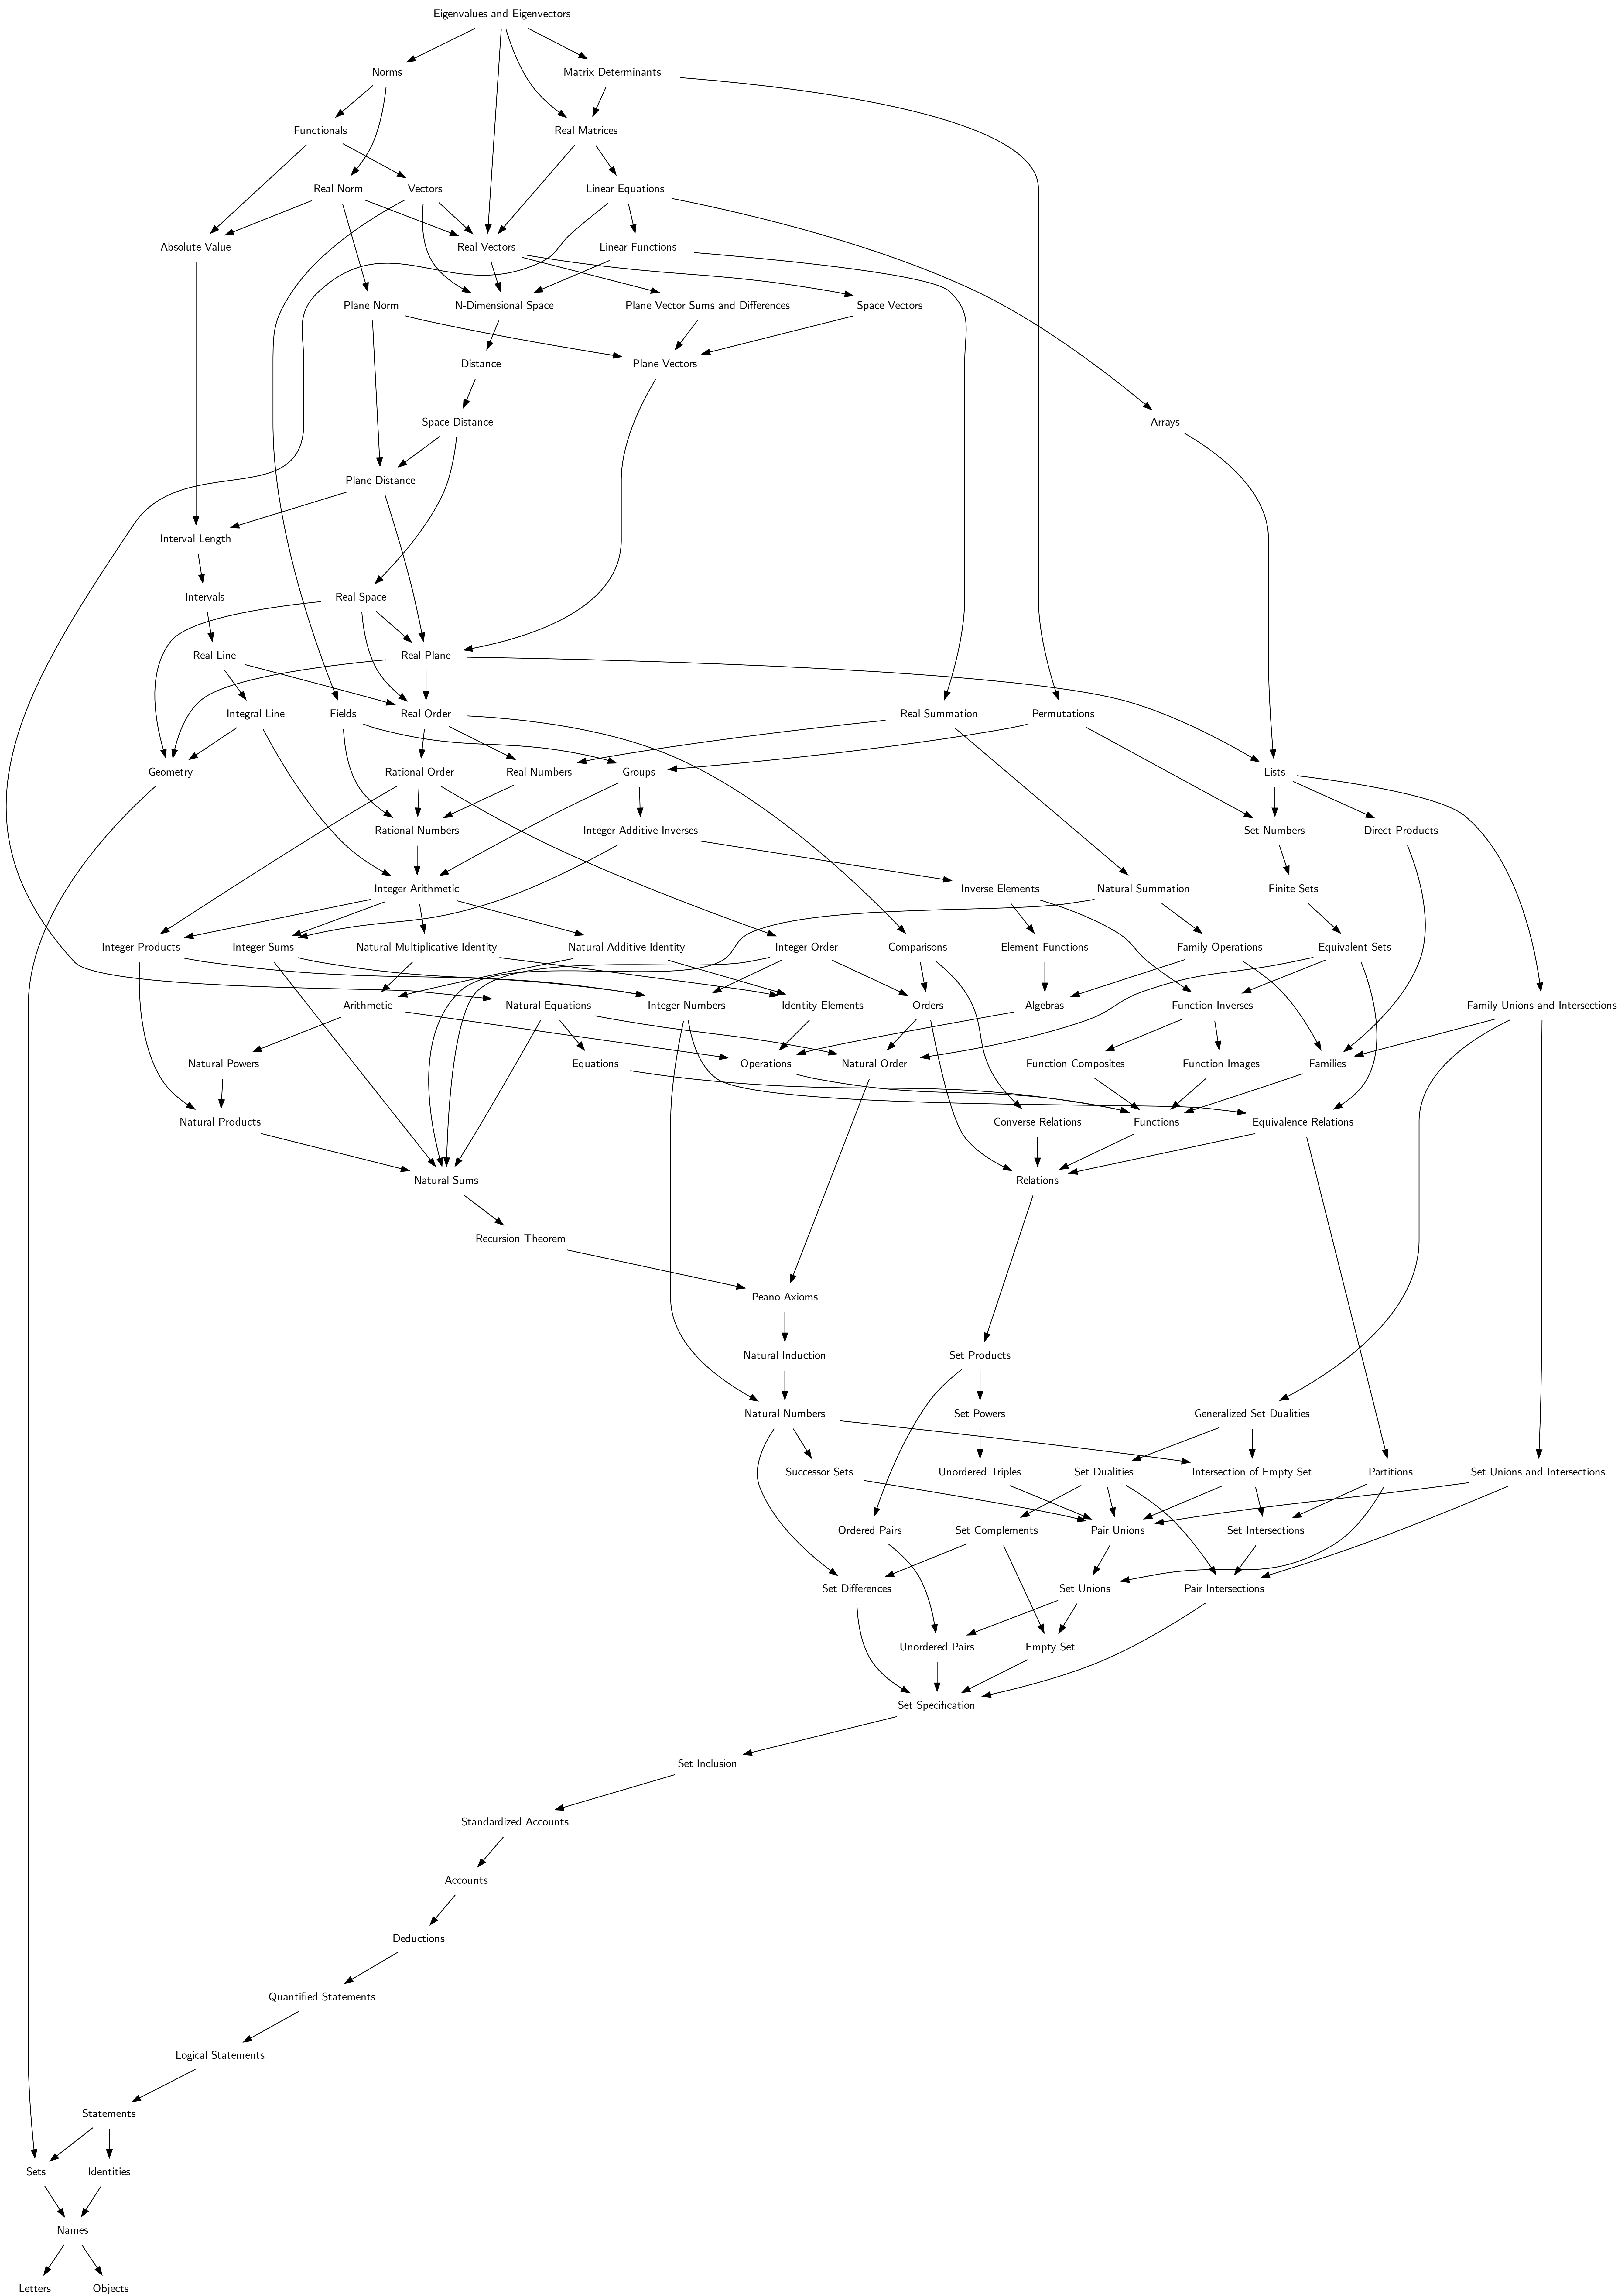 Eigenvalues and Eigenvectors
Norms
Matrix Determinants
Functionals
Real Matrices
Real Norm
Vectors
Linear Equations
Absolute Value
Real Vectors
Linear Functions
Plane Norm
N-Dimensional Space
Plane Vector Sums and Differences
Space Vectors
Distance
Plane Vectors
Space Distance
Arrays
Plane Distance
Interval Length
Intervals
Real Space
Real Line
Real Plane
Integral Line
Fields
Real Order
Real Summation
Permutations
Geometry
Rational Order
Real Numbers
Groups
Lists
Rational Numbers
Integer Additive Inverses
Set Numbers
Direct Products
Integer Arithmetic
Inverse Elements
Natural Summation
Finite Sets
Integer Products
Integer Sums
Natural Multiplicative Identity
Natural Additive Identity
Integer Order
Comparisons
Element Functions
Family Operations
Equivalent Sets
Arithmetic
Natural Equations
Integer Numbers
Identity Elements
Orders
Algebras
Function Inverses
Family Unions and Intersections
Natural Powers
Equations
Operations
Natural Order
Function Composites
Function Images
Families
Natural Products
Converse Relations
Functions
Equivalence Relations
Natural Sums
Relations
Recursion Theorem
Peano Axioms
Natural Induction
Set Products
Natural Numbers
Set Powers
Generalized Set Dualities
Successor Sets
Unordered Triples
Set Dualities
Intersection of Empty Set
Partitions
Set Unions and Intersections
Ordered Pairs
Set Complements
Pair Unions
Set Intersections
Set Differences
Set Unions
Pair Intersections
Unordered Pairs
Empty Set
Set Specification
Set Inclusion
Standardized Accounts
Accounts
Deductions
Quantified Statements
Logical Statements
Statements
Sets
Identities
Names
Letters
Objects